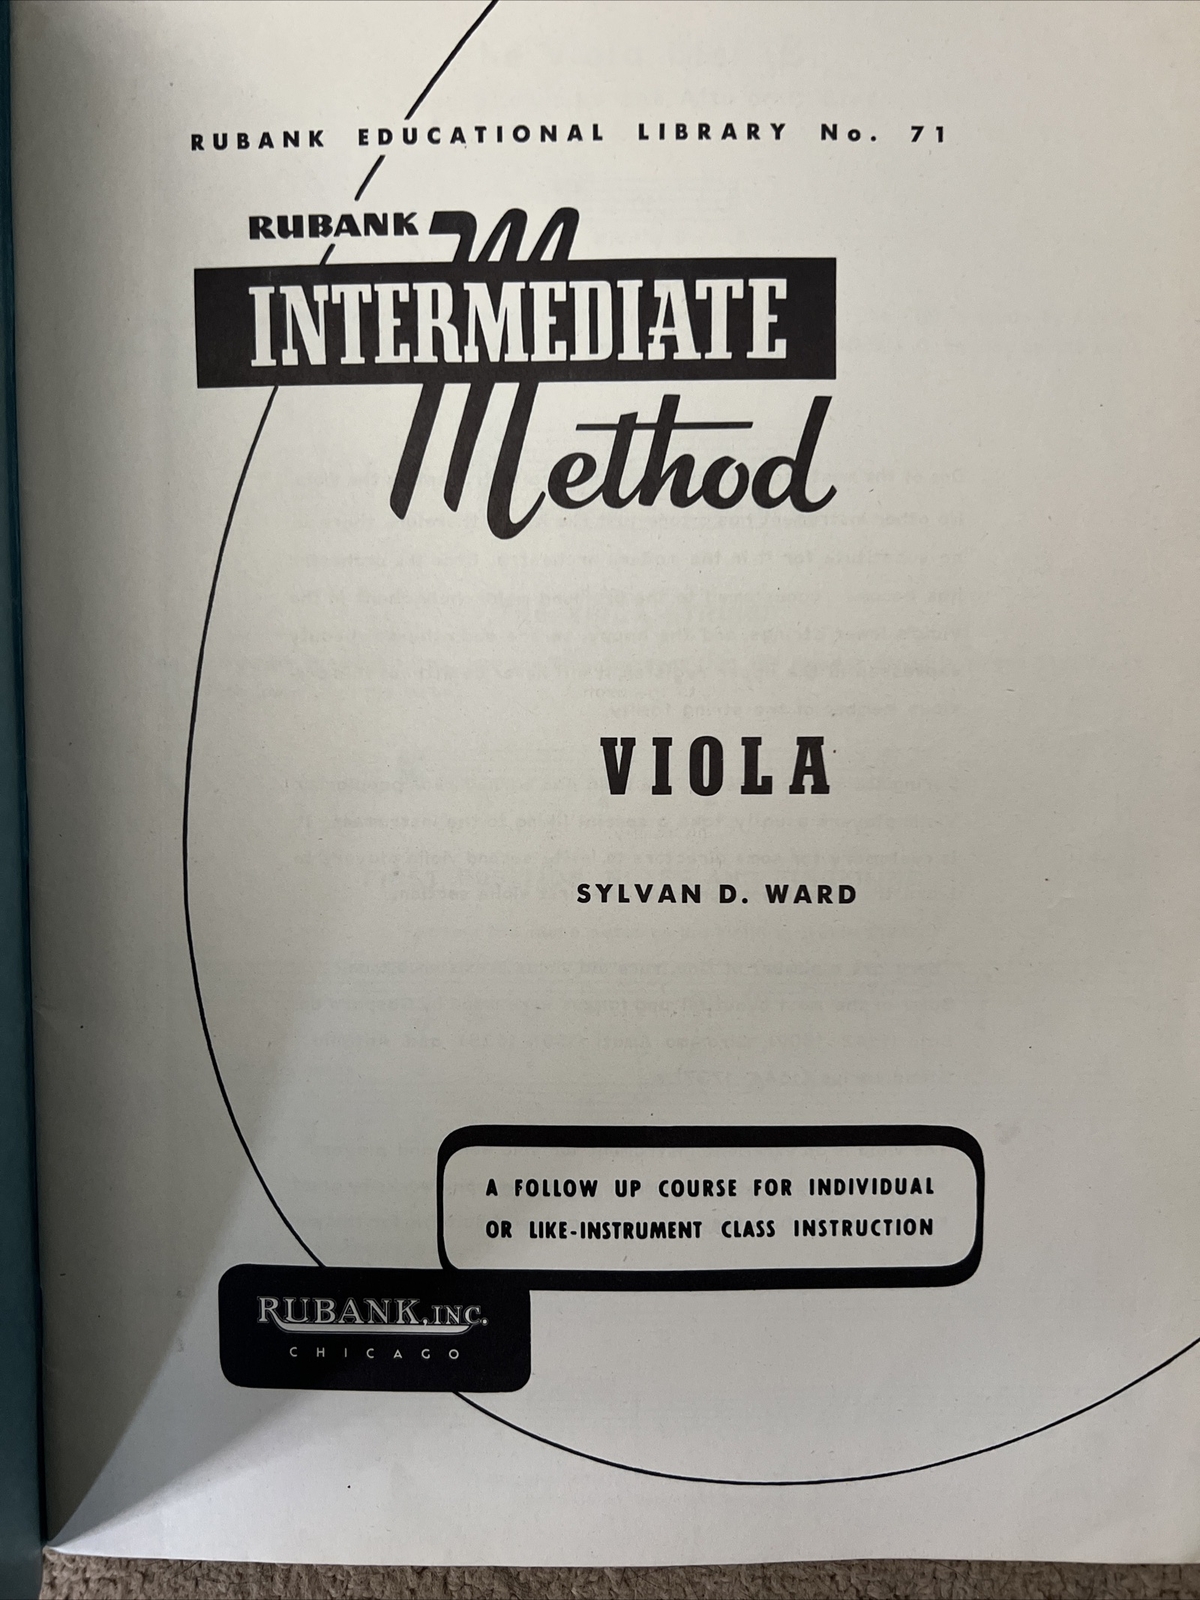 RUBANK EDUCATIONAL LIBRARY No. 71
RUBANK
INTERMEDIATE
Method
VIOLA
SYLVAN D. WARD
A FOLLOW UP COURSE FOR INDIVIDUAL
OR LIKE-INSTRUMENT CLASS INSTRUCTION
RUBANK, INC.
CHICAGO